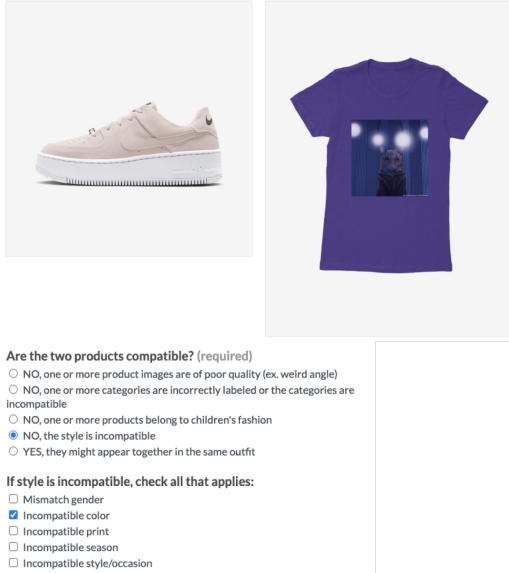 Are the two products compatible? (required)
NO, one or more product images are of poor quality (ex. weird angle)
NO, one or more categories are incorrectly labeled or the categories are
incompatible
NO, one or more products belong to children's fashion
NO, the style is incompatible
YES, they might appear together in the same outfit
If style is incompatible, check all that applies:
Mismatch gender
Incompatible color
Incompatible print
Incompatible season
Incompatible style/occasion